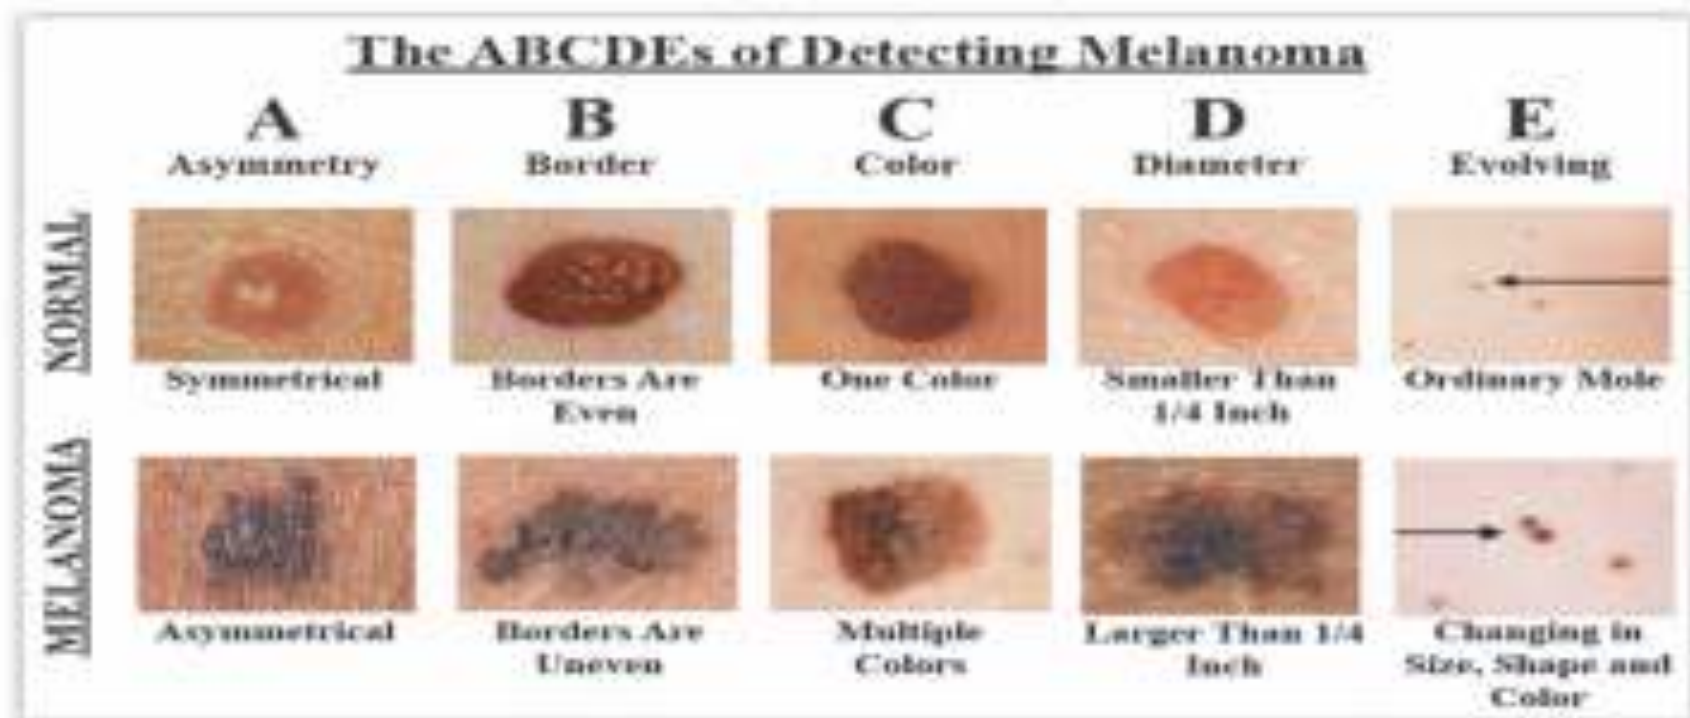 The ABCDEs of Detecting Melanoma
A B C D E
Asymmetry Border Color Diameter Evolving
NORMAL
Symmetrical Borders Are Even One Color Smaller Than 1/4 Inch Ordinary Mole
MELANOMA
Asymmetrical Borders Are Uneven Multiple Colors Larger Than 1/4 Inch Changing in Size, Shape and Color